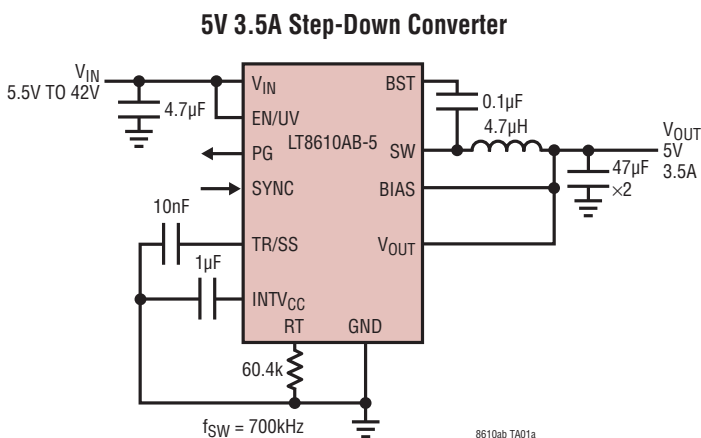 5V 3.5A Step-Down Converter
VIN
5.5V TO 42V
4.7µF
VIN
EN/UV
PG
SYNC
TR/SS
INTVCC
RT
GND
LT8610AB-5
BST
SW
BIAS
VOUT
0.1µF
4.7µH
VOUT
5V
3.5A
47µF
×2
10nF
1µF
60.4k
fSW = 700kHz
8610ab TA01a